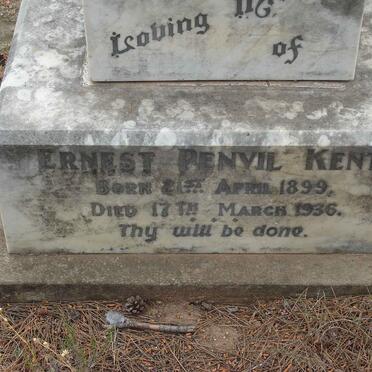 Loving
of
ERNEST PENVIL KENT
BORN 21ST APRIL 1899.
DIED 17TH MARCH 1936.
Thy will be done.